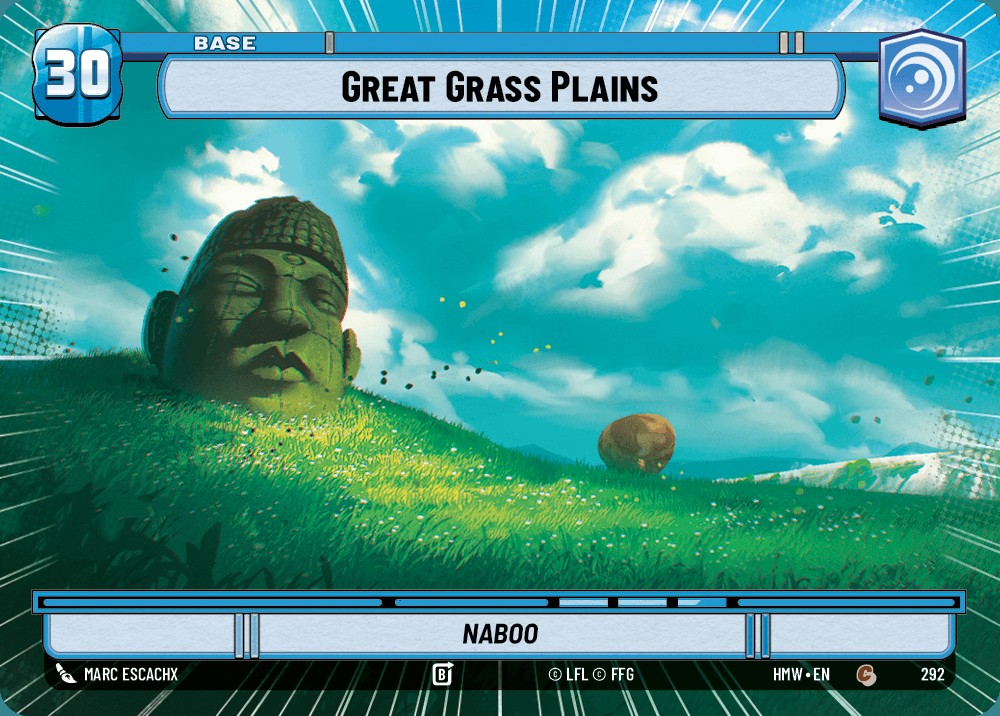 BASE
30
GREAT GRASS PLAINS
NABOO
MARC ESCACHX
B
© LFL © FFG
HMW•EN
C
292